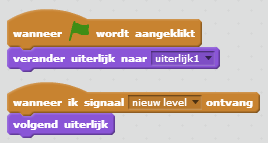 wanneer wordt aangeklikt
verander uiterlijk naar uiterlijk1
wanneer ik signaal nieuw level ontvang
volgend uiterlijk